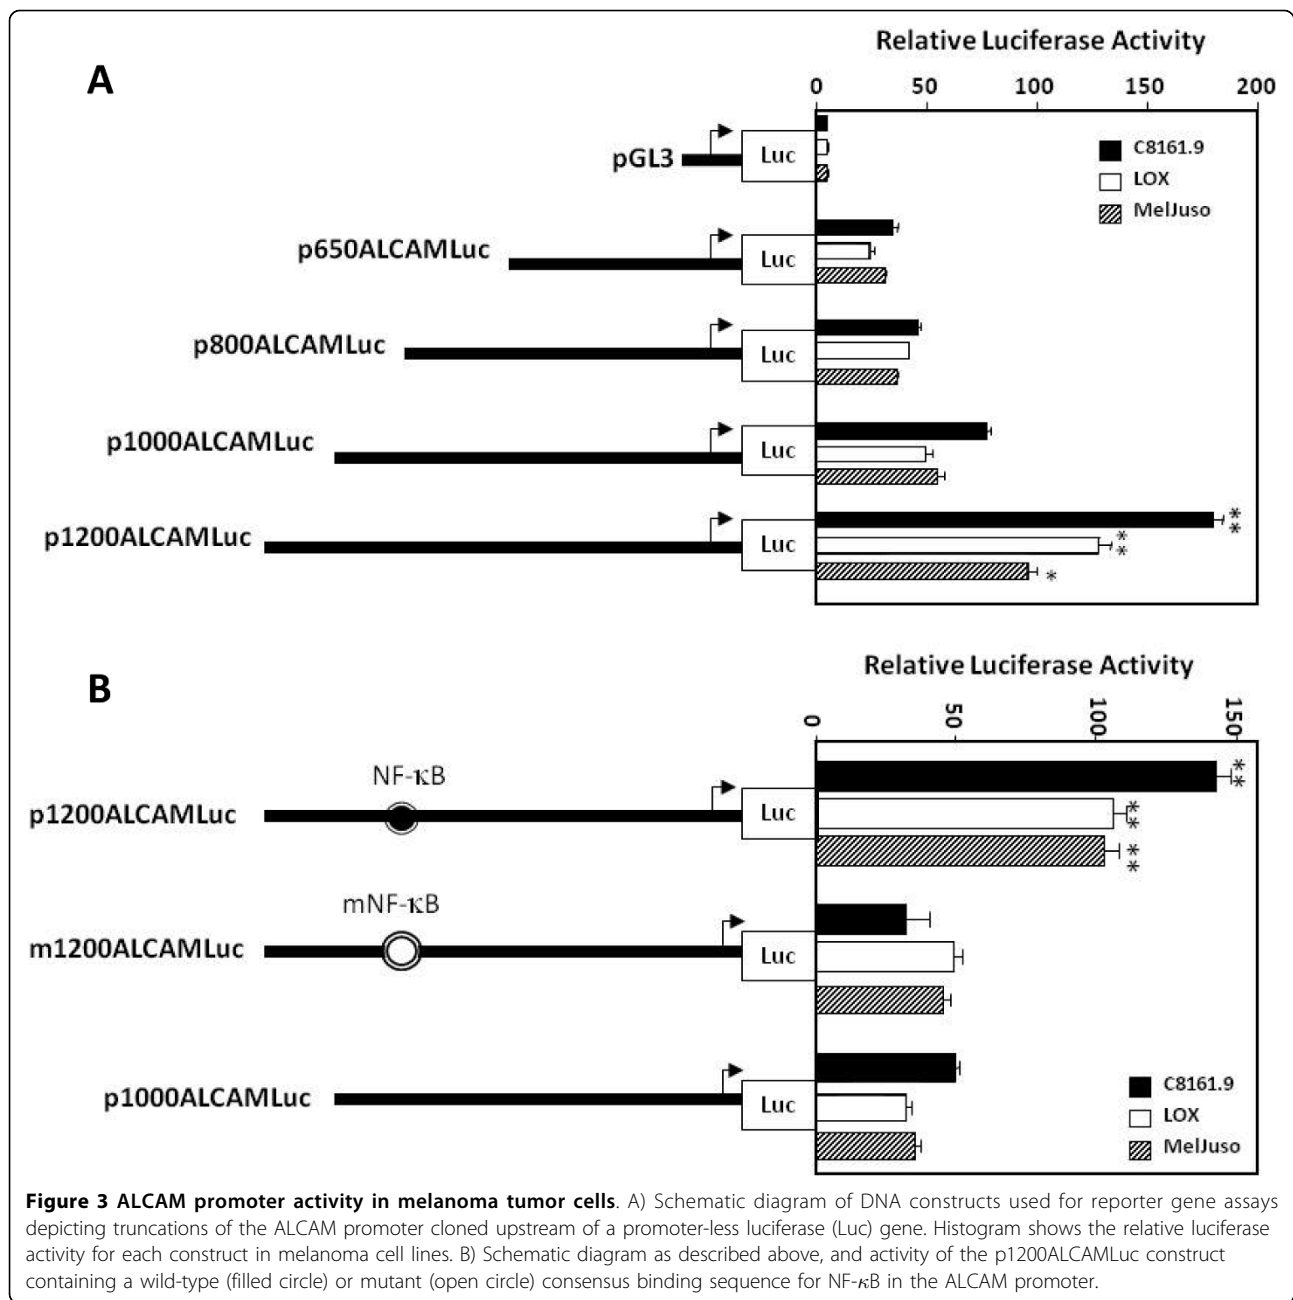 A
Relative Luciferase Activity
0 50 100 150 200
C8161.9
LOX
MelJuso
pGL3
Luc
p650ALCAMLuc
Luc
p800ALCAMLuc
Luc
p1000ALCAMLuc
Luc
p1200ALCAMLuc
Luc
**
**
*
B
Relative Luciferase Activity
0 50 100 150
NF-κB
p1200ALCAMLuc
Luc
**
**
**
mNF-κB
m1200ALCAMLuc
Luc
p1000ALCAMLuc
Luc
C8161.9
LOX
MelJuso
Figure 3 ALCAM promoter activity in melanoma tumor cells. A) Schematic diagram of DNA constructs used for reporter gene assays
depicting truncations of the ALCAM promoter cloned upstream of a promoter-less luciferase (Luc) gene. Histogram shows the relative luciferase
activity for each construct in melanoma cell lines. B) Schematic diagram as described above, and activity of the p1200ALCAMLuc construct
containing a wild-type (filled circle) or mutant (open circle) consensus binding sequence for NF-κB in the ALCAM promoter.